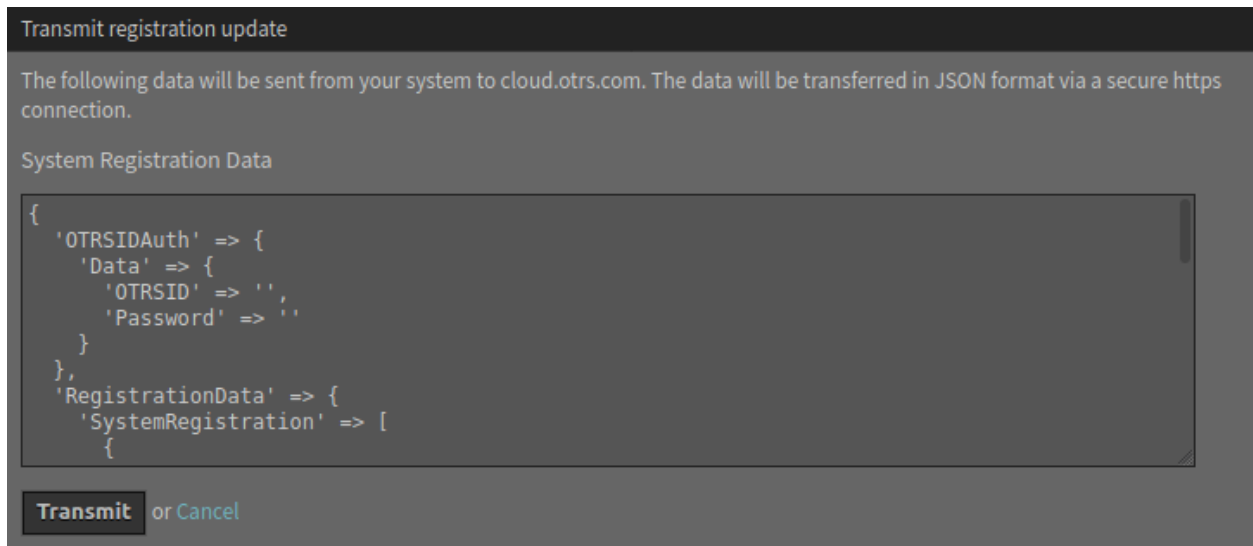 Transmit registration update
The following data will be sent from your system to cloud.otrs.com. The data will be transferred in JSON format via a secure https
connection.
System Registration Data
{
  'OTRSIDAuth' => {
    'Data' => {
      'OTRSID' => '',
      'Password' => ''
    }
  },
  'RegistrationData' => {
    'SystemRegistration' => [
      {
Transmit or Cancel